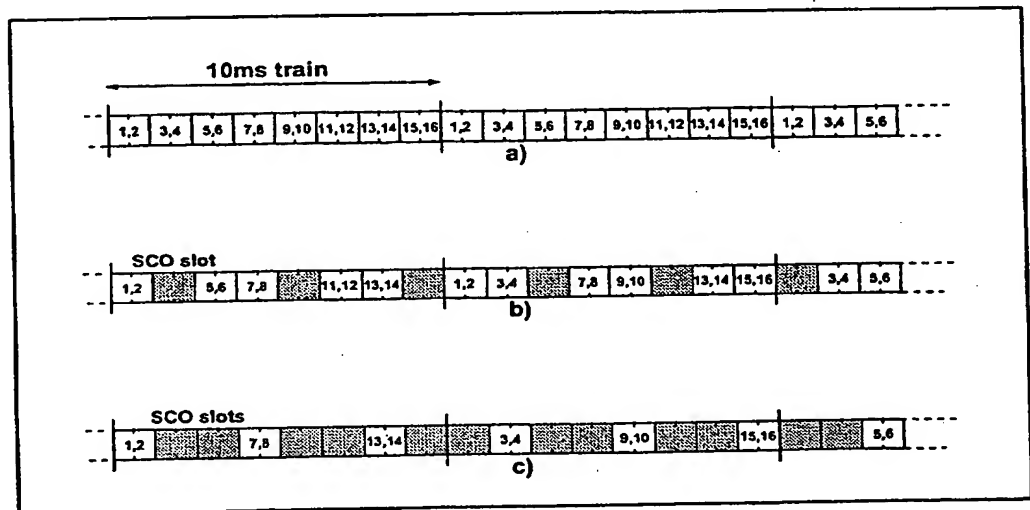 10ms train
1,2 3,4 5,6 7,8 9,10 11,12 13,14 15,16 1,2 3,4 5,6 7,8 9,10 11,12 13,14 15,16 1,2 3,4 5,6
a)
SCO slot
1,2 5,6 7,8 11,12 13,14 1,2 3,4 7,8 9,10 13,14 15,16 3,4 5,6
b)
SCO slots
1,2 7,8 13,14 3,4 9,10 15,16 5,6
c)